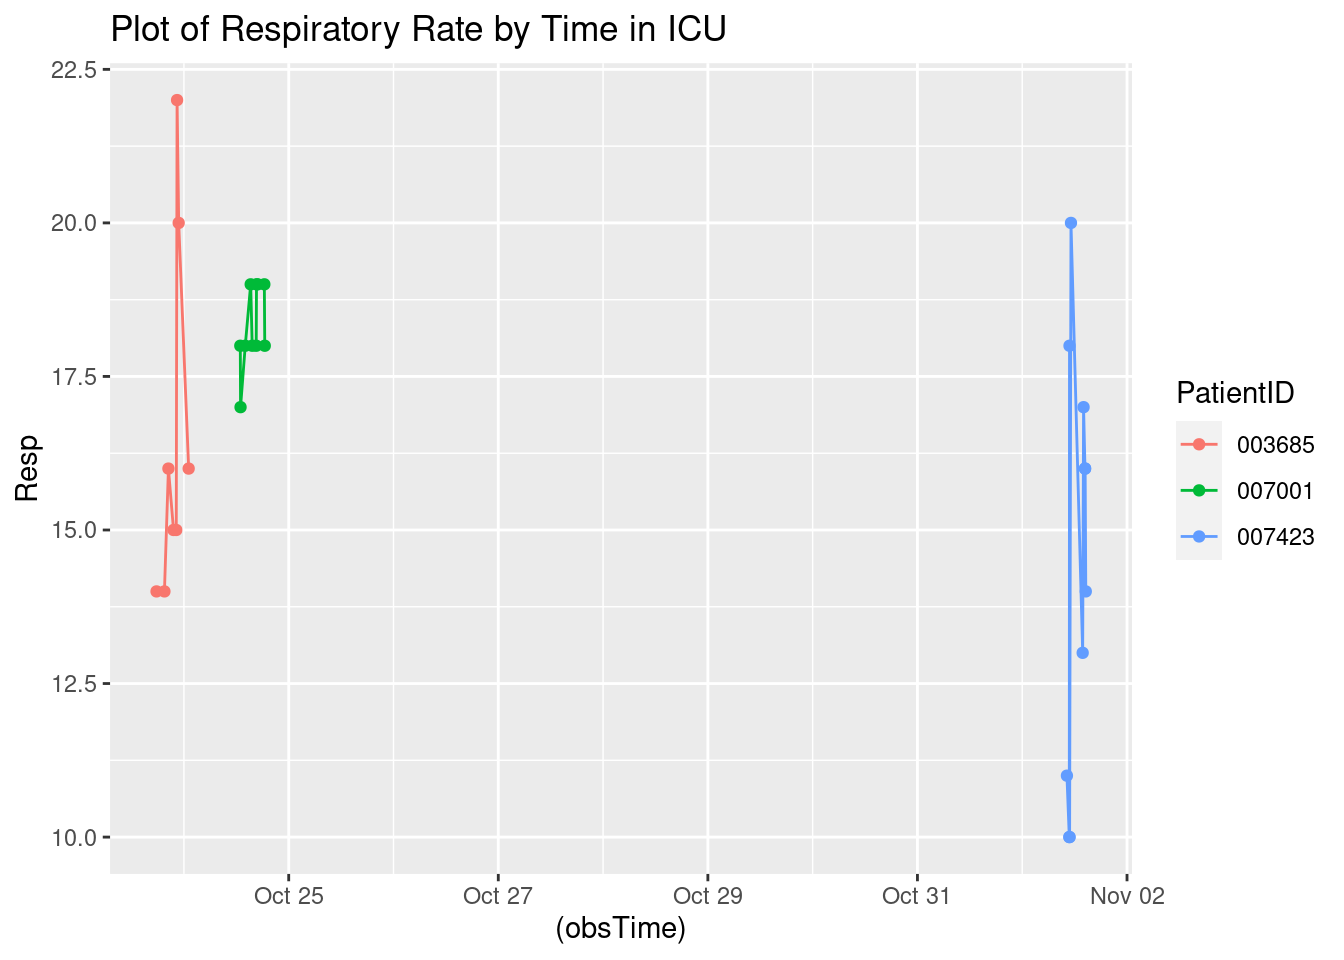 Plot of Respiratory Rate by Time in ICU
22.5
20.0
17.5
15.0
12.5
10.0
Resp
Oct 25
Oct 27
Oct 29
Oct 31
Nov 02
(obsTime)
PatientID
003685
007001
007423